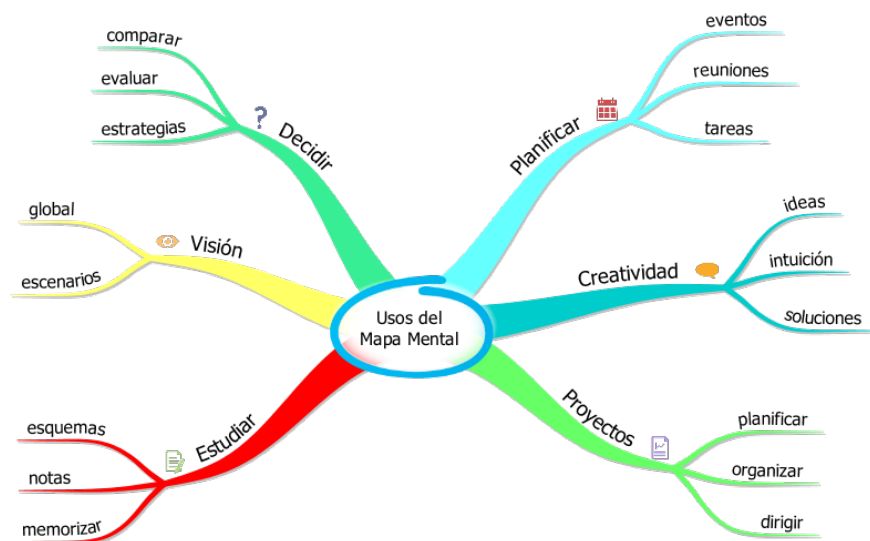 Usos del
Mapa Mental
Planificar
eventos
reuniones
tareas
Creatividad
ideas
intuición
soluciones
Proyectos
planificar
organizar
dirigir
Estudiar
esquemas
notas
memorizar
Visión
global
escenarios
Decidir
comparar
evaluar
estrategias
?